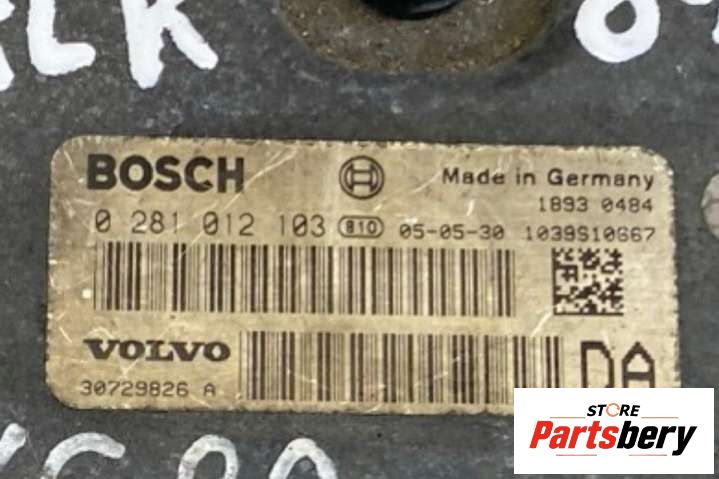 BOSCH Made in Germany
1893 0484
0 281 012 103 810 05-05-30 1039S10667
VOLVO DA
30729826 A
STORE
Partsbery